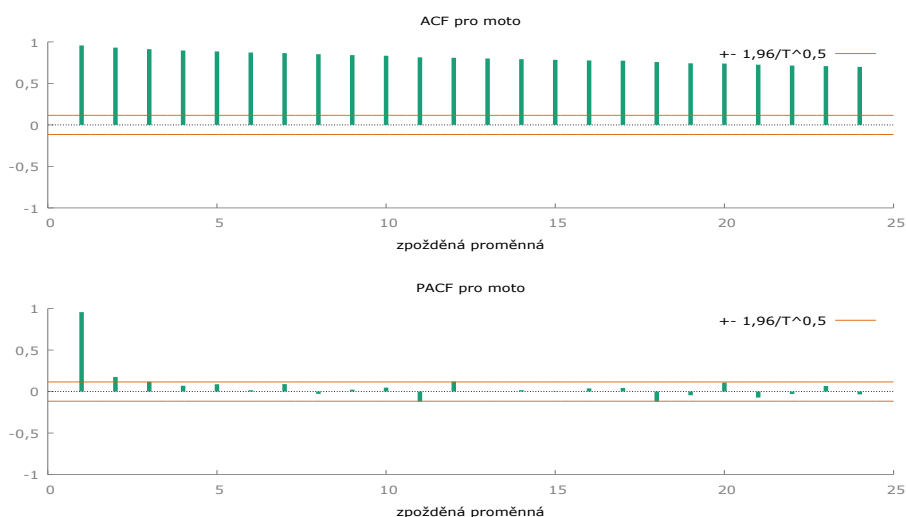 ACF pro moto
+- 1,96/T^0,5
1
0,5
0
-0,5
-1
0 5 10 15 20 25
zpožděná proměnná
PACF pro moto
+- 1,96/T^0,5
1
0,5
0
-0,5
-1
0 5 10 15 20 25
zpožděná proměnná